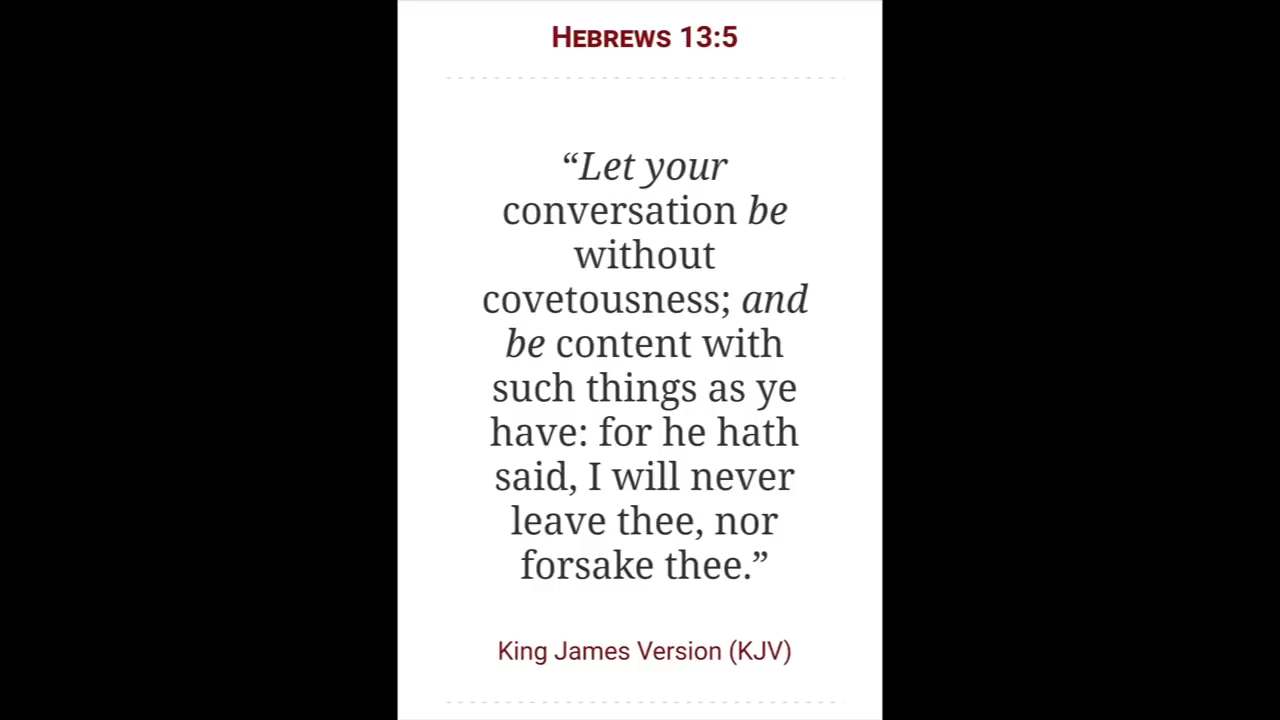 HEBREWS 13:5
“Let your
conversation be
without
covetousness; and
be content with
such things as ye
have: for he hath
said, I will never
leave thee, nor
forsake thee.”
King James Version (KJV)